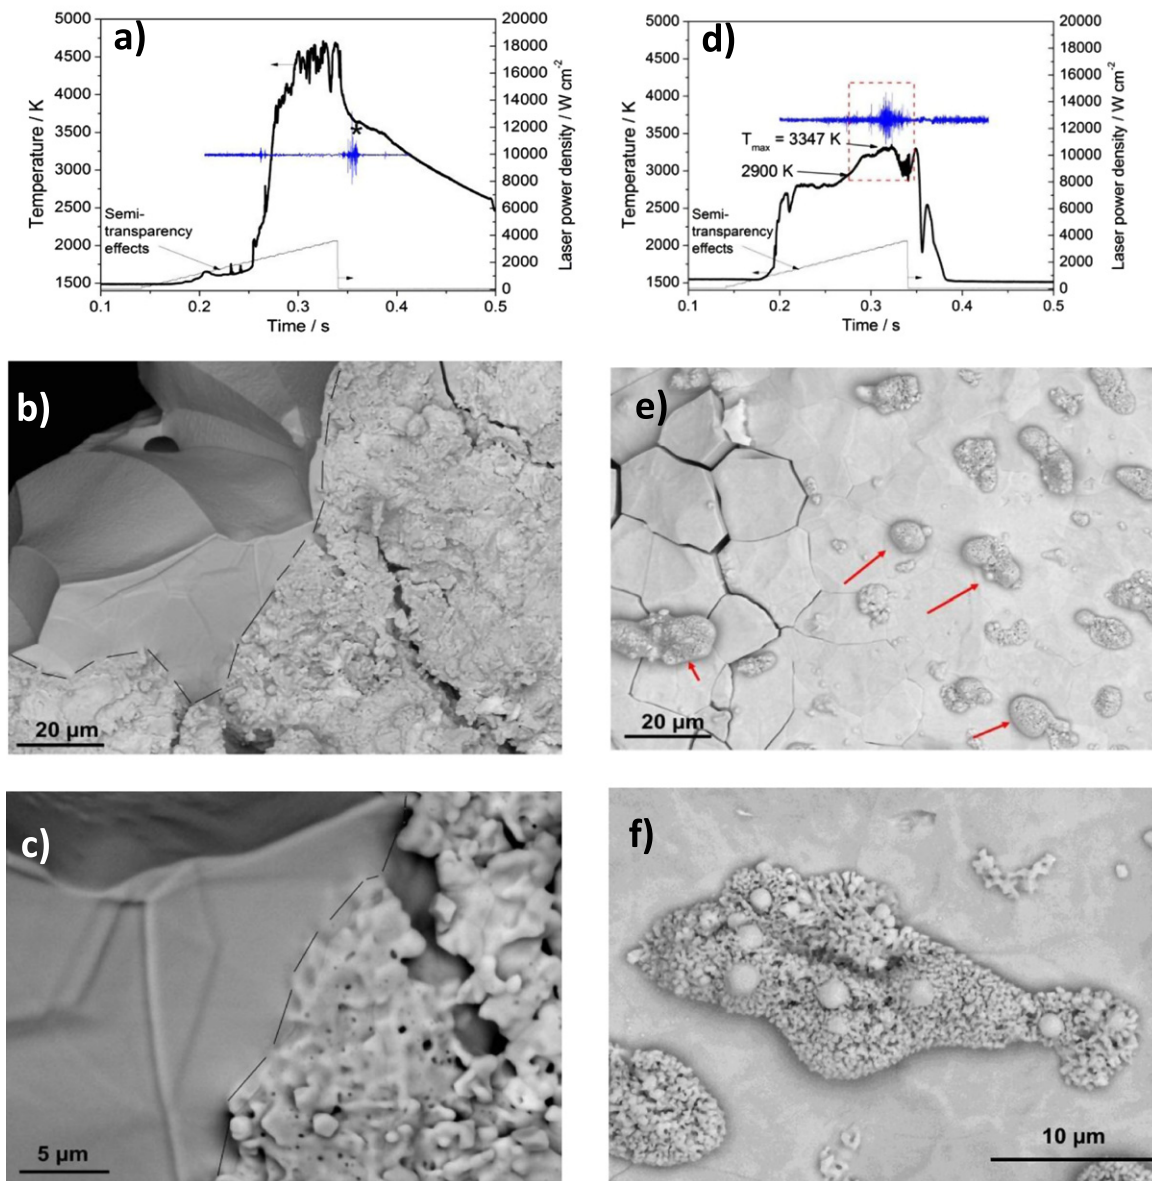 a)
5000
4500
4000
3500
3000
2500
2000
1500
Temperature / K
20000
18000
16000
14000
12000
10000
8000
6000
4000
2000
0
Laser power density / W cm⁻²
*
Semi-
transparency
effects
0.1 0.2 0.3 0.4 0.5
Time / s
d)
5000
4500
4000
3500
3000
2500
2000
1500
Temperature / K
20000
18000
16000
14000
12000
10000
8000
6000
4000
2000
0
Laser power density / W cm⁻²
Tmax = 3347 K
2900 K
Semi-
transparency
effects
0.1 0.2 0.3 0.4 0.5
Time / s
b)
20 µm
e)
20 µm
c)
5 µm
f)
10 µm